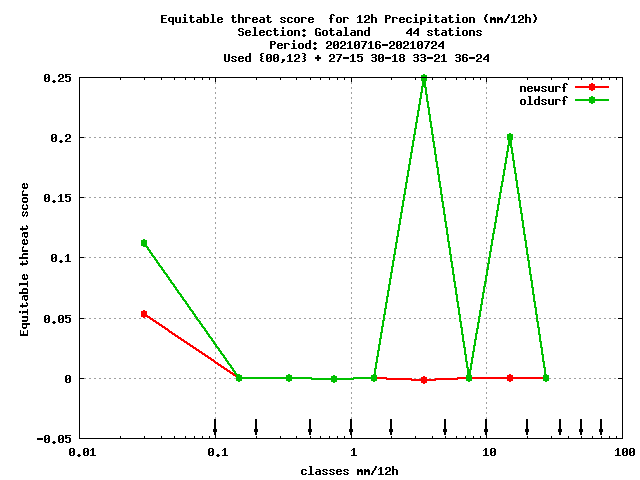 Equitable threat score  for 12h Precipitation (mm/12h)
Selection: Gotaland     44 stations
Period: 20210716-20210724
Used {00,12} + 27-15 30-18 33-21 36-24
newsurf
oldsurf
0.25
0.2
0.15
0.1
0.05
0
-0.05
Equitable threat score
0.01 0.1 1 10 100
classes mm/12h